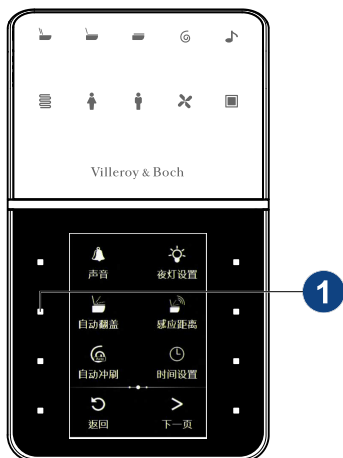 Villeroy & Boch
声音 夜灯设置
自动翻盖 感应距离
自动冲刷 时间设置
返回 下一页
1